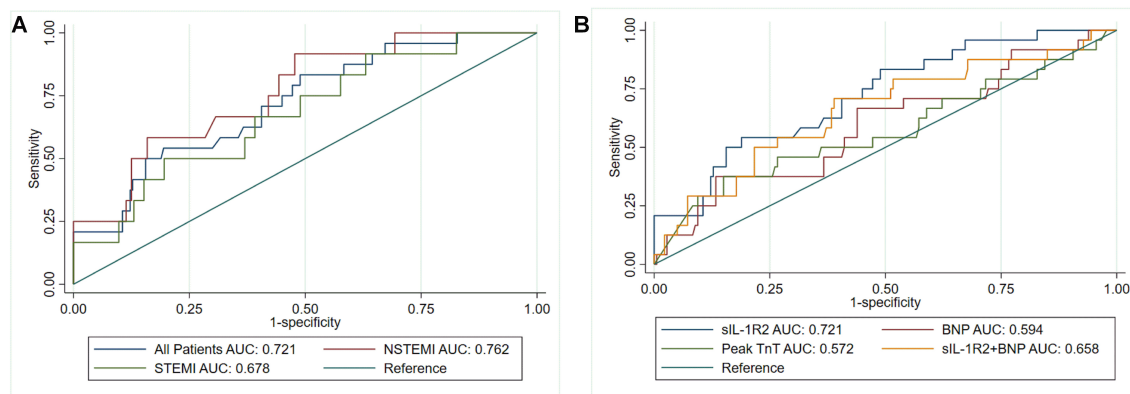 A
Sensitivity
1.00
0.75
0.50
0.25
0.00
0.00 0.25 0.50 0.75 1.00
1-specificity
All Patients AUC: 0.721 NSTEMI AUC: 0.762
STEMI AUC: 0.678 Reference
B
Sensitivity
1.00
0.75
0.50
0.25
0.00
0.00 0.25 0.50 0.75 1.00
1-specificity
sIL-1R2 AUC: 0.721 BNP AUC: 0.594
Peak TnT AUC: 0.572 sIL-1R2+BNP AUC: 0.658
Reference